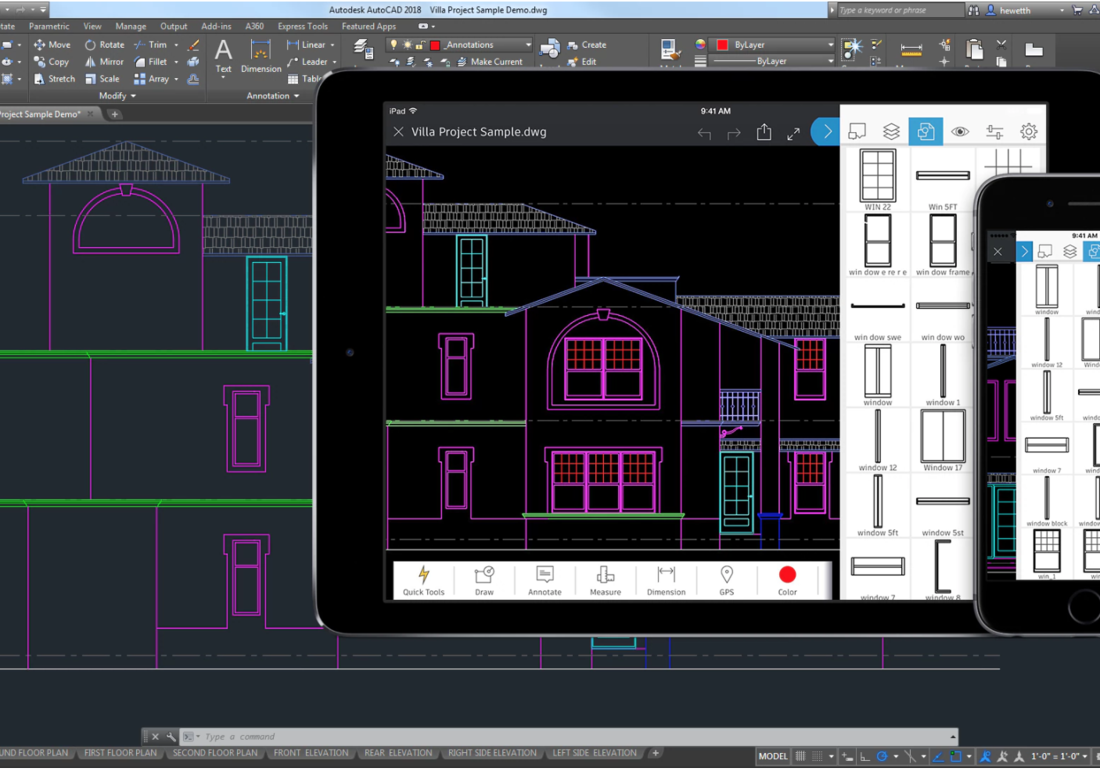 Autodesk AutoCAD 2018 Villa Project Sample Demo.dwg
Type a keyword or phrase
hewetth
Parametric View Manage Output Add-ins A360 Express Tools Featured Apps
Move Rotate Trim
Copy Mirror Fillet
Stretch Scale Array
Modify
A
Text
Dimension
Linear
Leader
Table
Annotation
_Annotations
Make Current
Create
Edit
ByLayer
ByLayer
Project Sample Demo*
iPad
9:41 AM
Villa Project Sample.dwg
WIN 22
Win 5FT
win dow e re r e
win dow frame
win dow swe
win dow wo
window
window 1
window 12
Window 17
window 5ft
window 5st
window 7
window 8
Quick Tools
Draw
Annotate
Measure
Dimension
GPS
Color
9:41 AM
window
window 12
window 5ft
window 7
window block
win_1
Type a command
FIRST FLOOR PLAN
SECOND FLOOR PLAN
FRONT ELEVATION
REAR ELEVATION
RIGHT SIDE ELEVATION
LEFT SIDE ELEVATION
MODEL
1'-0" = 1'-0"